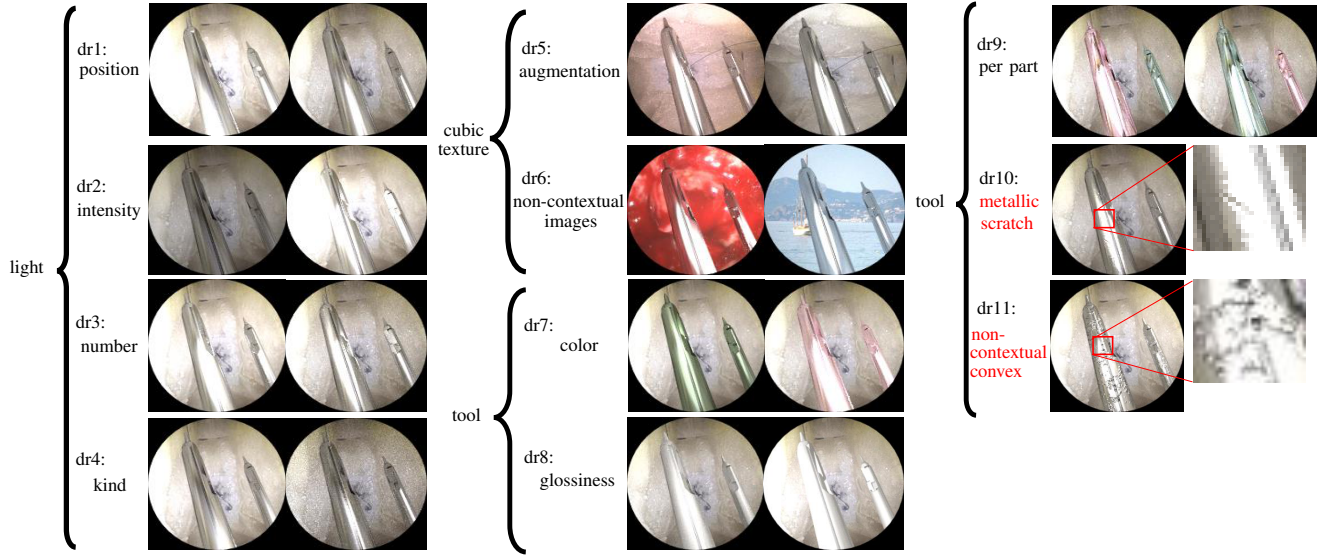 light
dr1:
position
dr2:
intensity
dr3:
number
dr4:
kind
cubic
texture
dr5:
augmentation
dr6:
non-contextual
images
tool
dr7:
color
dr8:
glossiness
tool
dr9:
per part
dr10:
metallic
scratch
dr11:
non-
contextual
convex